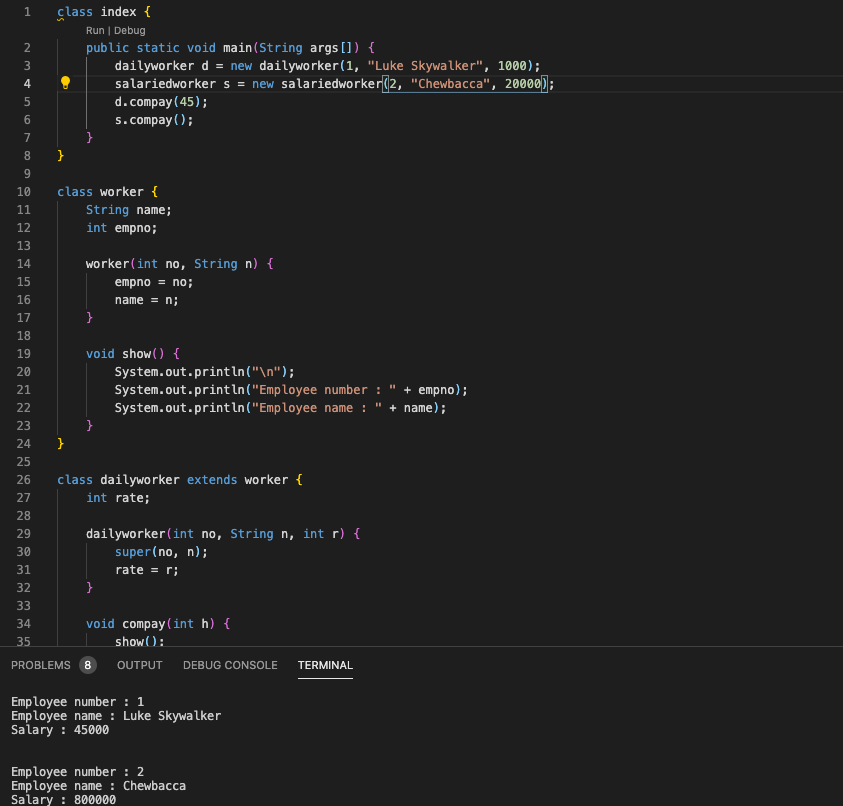 1 class index {
Run | Debug
2 public static void main(String args[]) {
3 dailyworker d = new dailyworker(1, "Luke Skywalker", 1000);
4 salariedworker s = new salariedworker(2, "Chewbacca", 20000);
5 d.compay(45);
6 s.compay();
7 }
8 }
9
10 class worker {
11 String name;
12 int empno;
13
14 worker(int no, String n) {
15 empno = no;
16 name = n;
17 }
18
19 void show() {
20 System.out.println("\n");
21 System.out.println("Employee number : " + empno);
22 System.out.println("Employee name : " + name);
23 }
24 }
25
26 class dailyworker extends worker {
27 int rate;
28
29 dailyworker(int no, String n, int r) {
30 super(no, n);
31 rate = r;
32 }
33
34 void compay(int h) {
35 show();
PROBLEMS 8 OUTPUT DEBUG CONSOLE TERMINAL
Employee number : 1
Employee name : Luke Skywalker
Salary : 45000
Employee number : 2
Employee name : Chewbacca
Salary : 800000